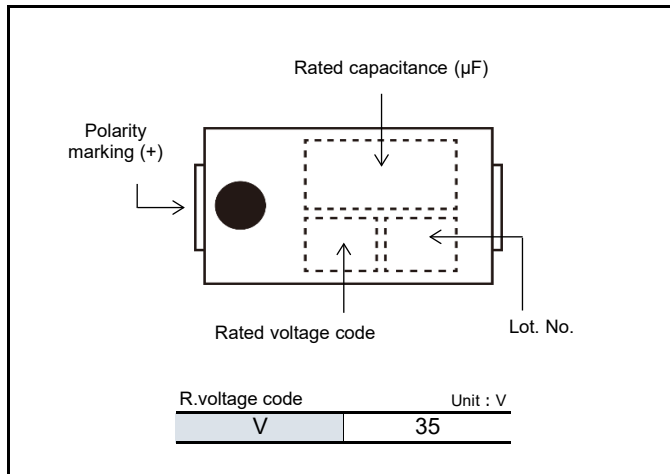 Rated capacitance (μF)
Polarity
marking (+)
Rated voltage code
Lot. No.
R.voltage code Unit : V
V 35